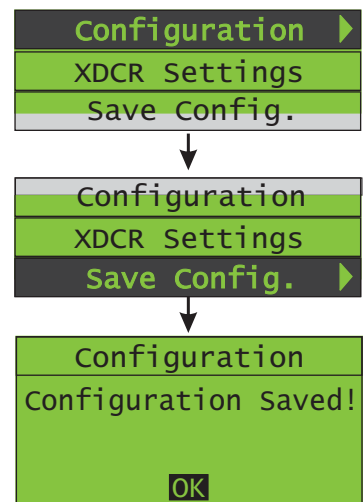 Configuration
XDCR Settings
Save Config.
Configuration
XDCR Settings
Save Config.
Configuration
Configuration Saved!
OK